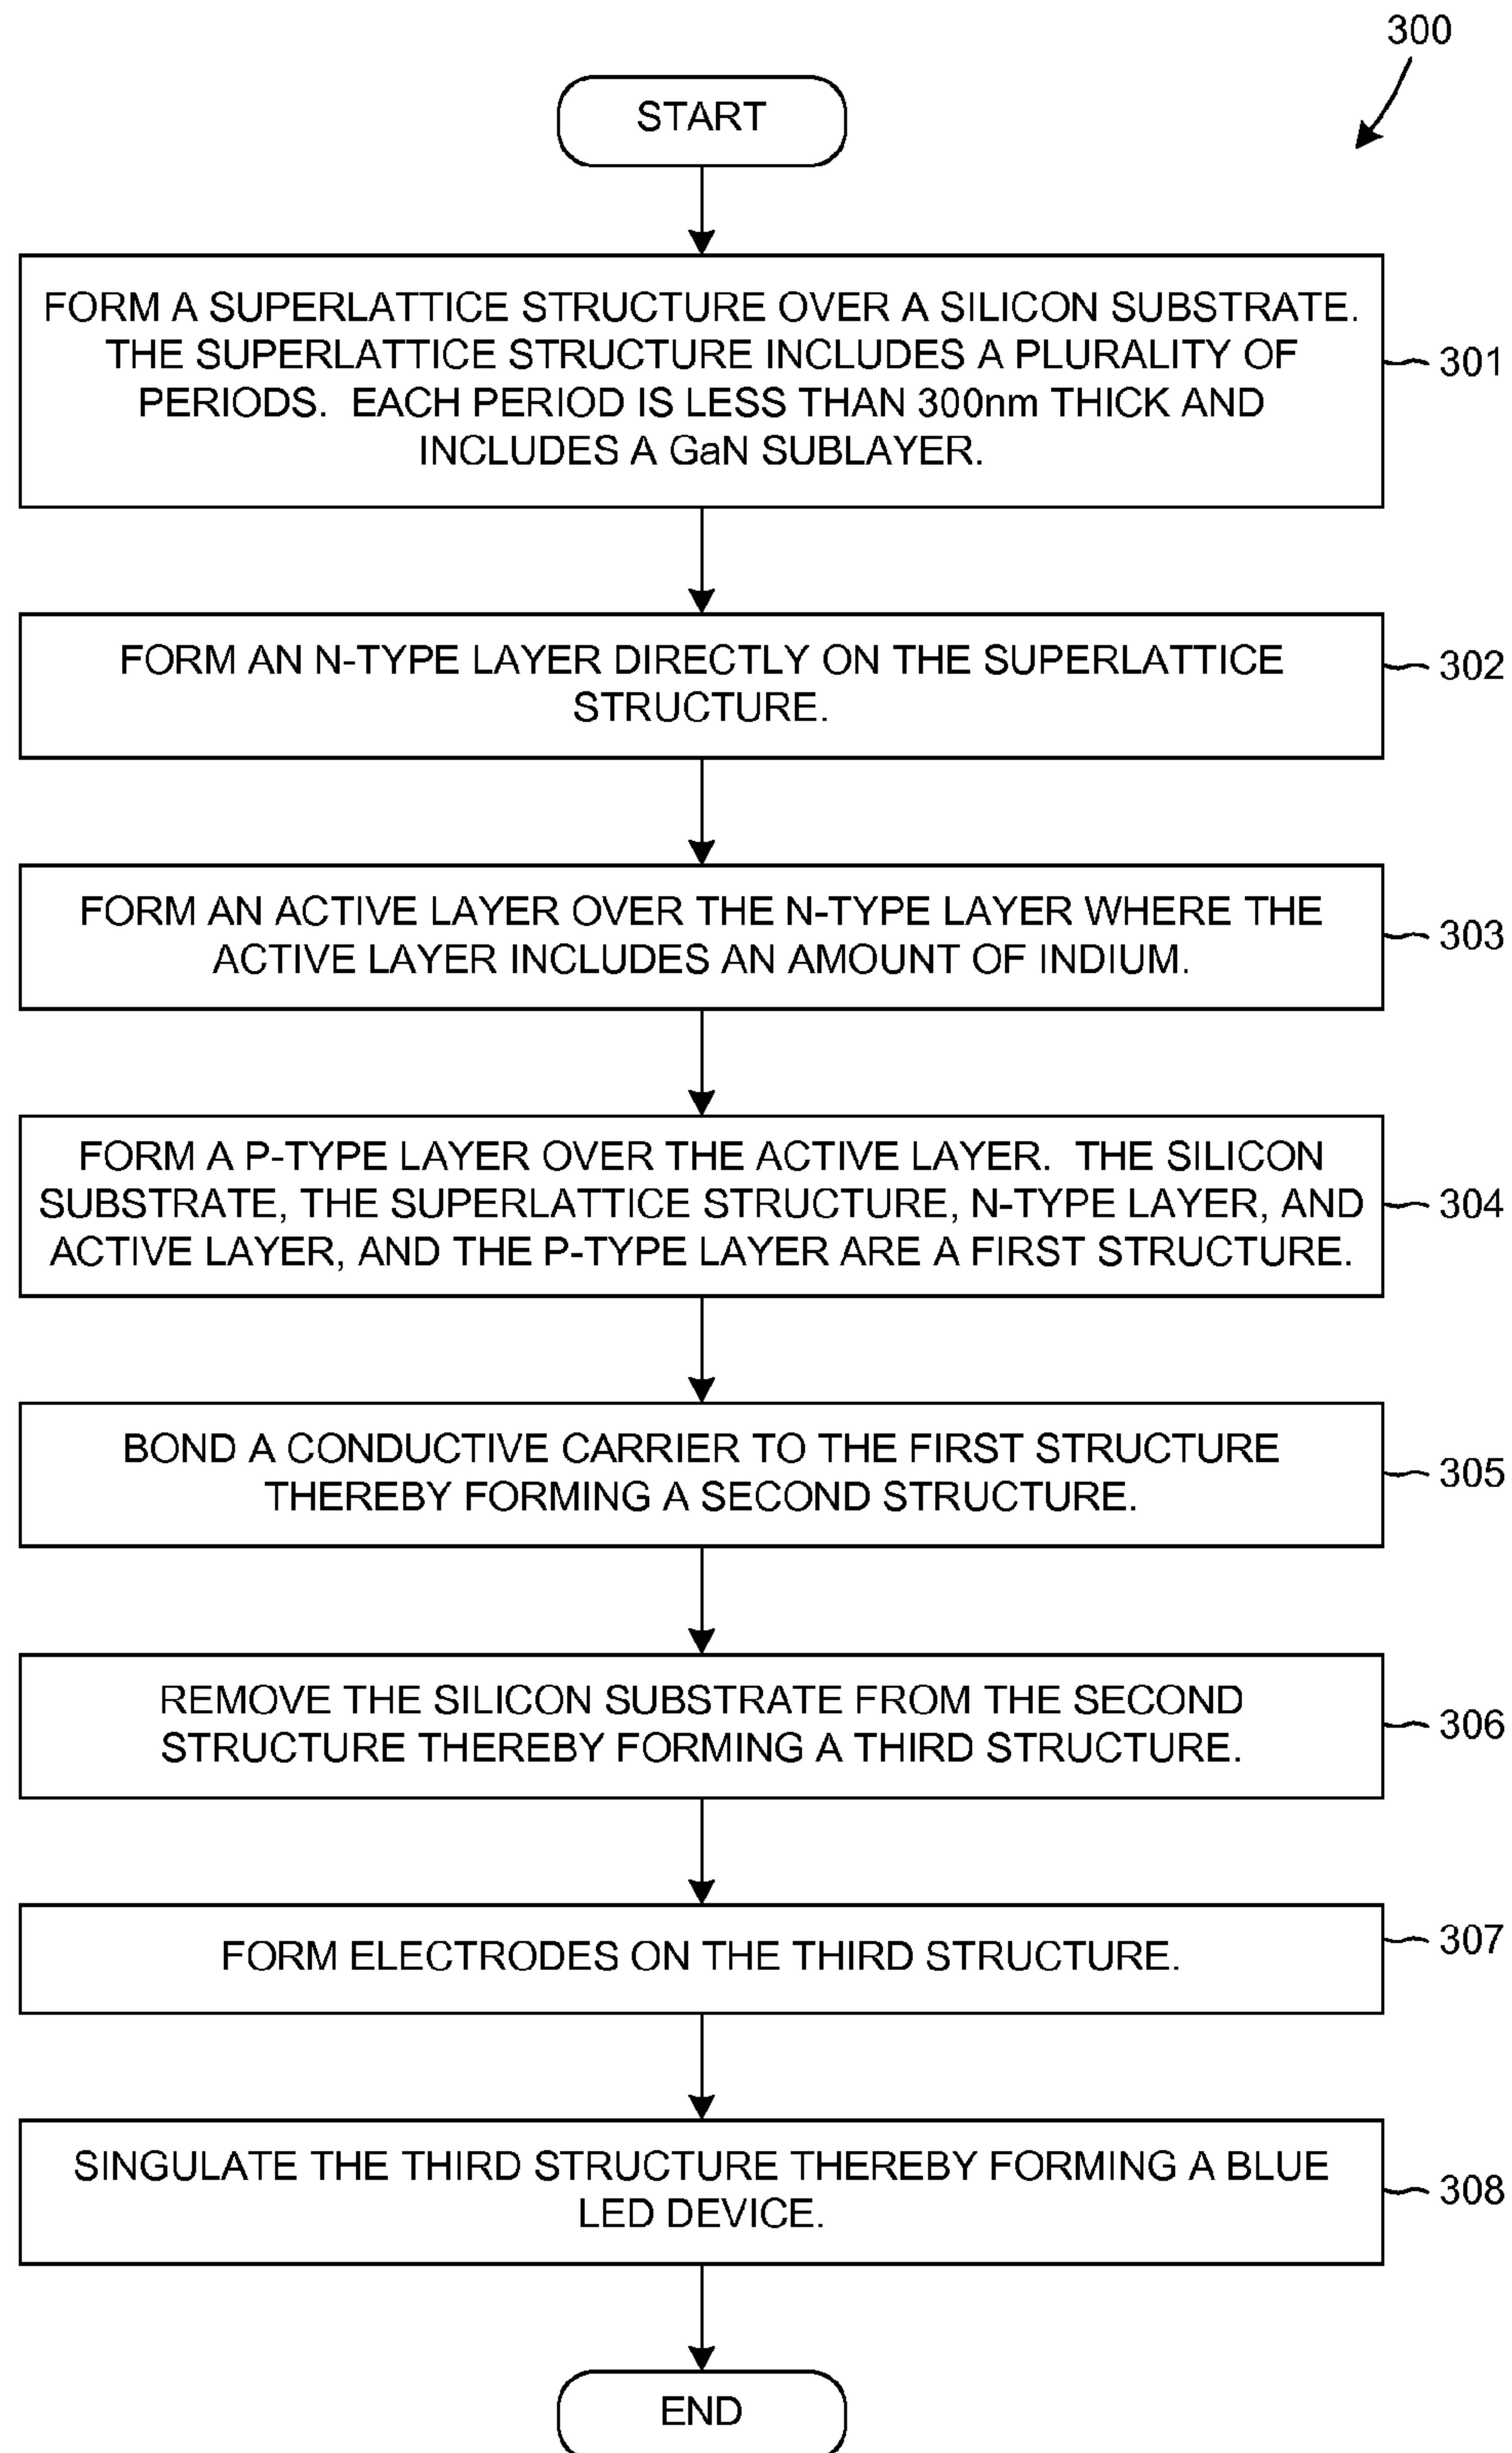 300
START
FORM A SUPERLATTICE STRUCTURE OVER A SILICON SUBSTRATE.
THE SUPERLATTICE STRUCTURE INCLUDES A PLURALITY OF
PERIODS. EACH PERIOD IS LESS THAN 300nm THICK AND
INCLUDES A GaN SUBLAYER.
301
FORM AN N-TYPE LAYER DIRECTLY ON THE SUPERLATTICE
STRUCTURE.
302
FORM AN ACTIVE LAYER OVER THE N-TYPE LAYER WHERE THE
ACTIVE LAYER INCLUDES AN AMOUNT OF INDIUM.
303
FORM A P-TYPE LAYER OVER THE ACTIVE LAYER. THE SILICON
SUBSTRATE, THE SUPERLATTICE STRUCTURE, N-TYPE LAYER, AND
ACTIVE LAYER, AND THE P-TYPE LAYER ARE A FIRST STRUCTURE.
304
BOND A CONDUCTIVE CARRIER TO THE FIRST STRUCTURE
THEREBY FORMING A SECOND STRUCTURE.
305
REMOVE THE SILICON SUBSTRATE FROM THE SECOND
STRUCTURE THEREBY FORMING A THIRD STRUCTURE.
306
FORM ELECTRODES ON THE THIRD STRUCTURE.
307
SINGULATE THE THIRD STRUCTURE THEREBY FORMING A BLUE
LED DEVICE.
308
END